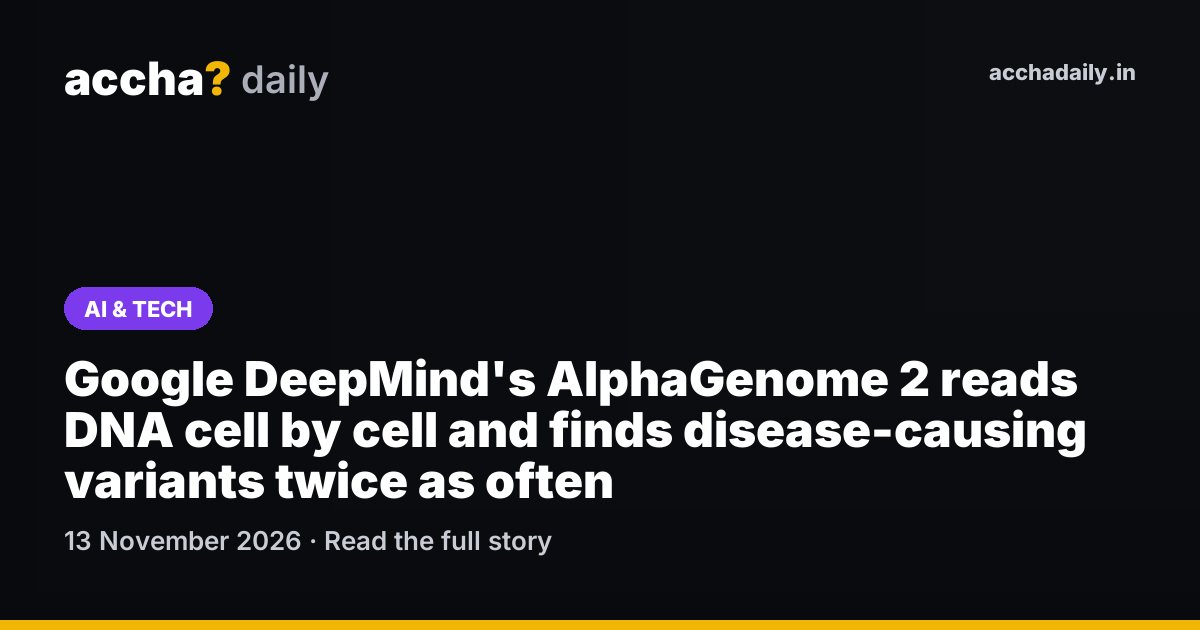 accha? daily
acchadaily.in
AI & TECH
Google DeepMind's AlphaGenome 2 reads
DNA cell by cell and finds disease-causing
variants twice as often
13 November 2026 · Read the full story